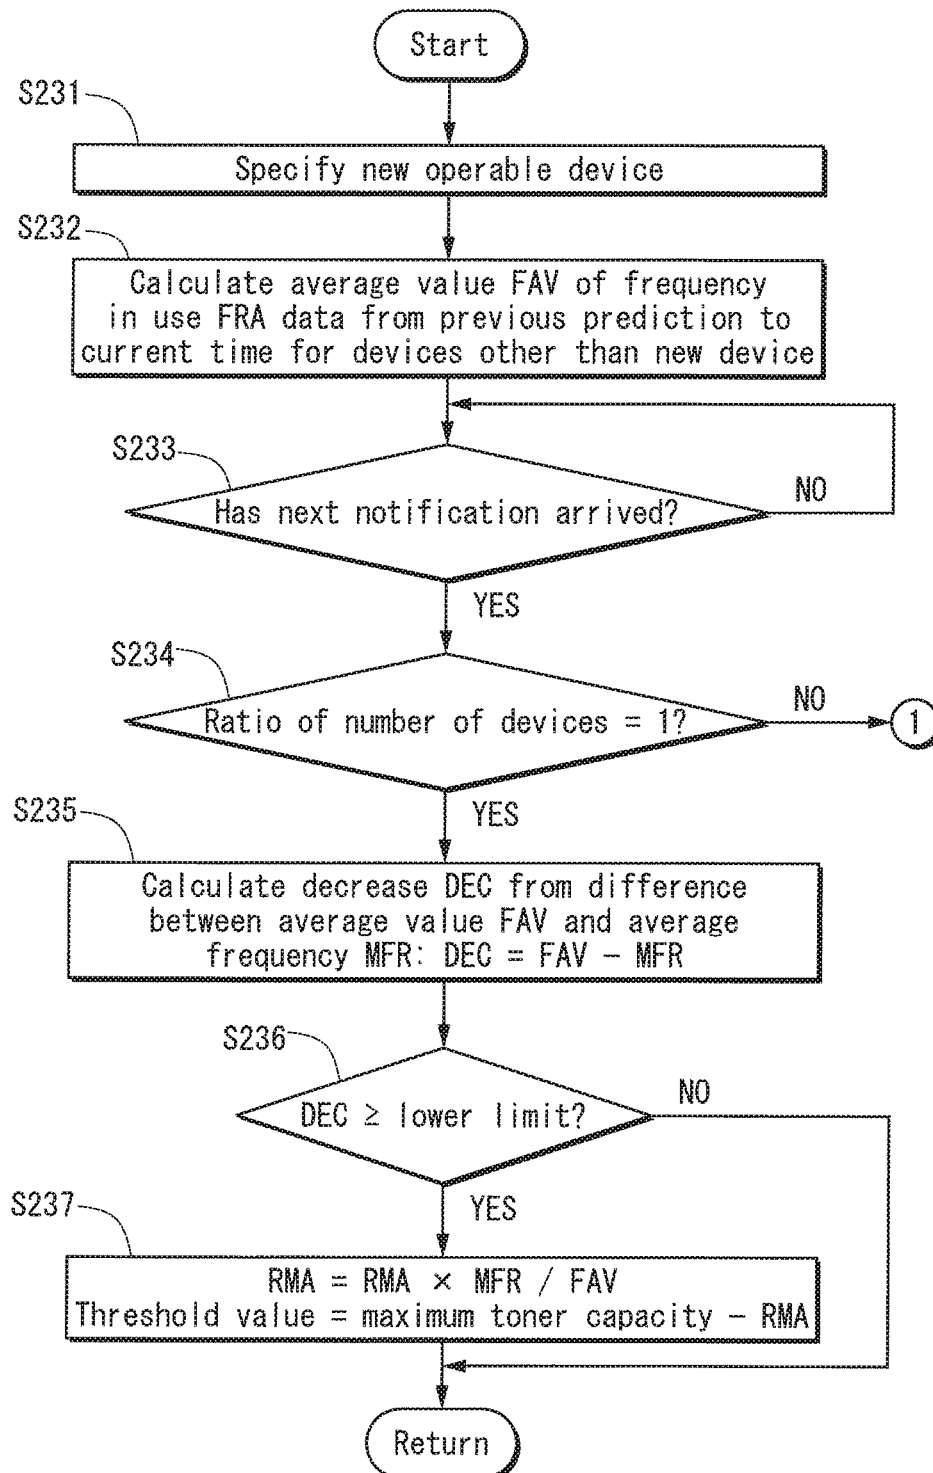 Start
S231
Specify new operable device
S232
Calculate average value FAV of frequency
in use FRA data from previous prediction to
current time for devices other than new device
S233
Has next notification arrived?
NO
YES
S234
Ratio of number of devices = 1?
NO
1
YES
S235
Calculate decrease DEC from difference
between average value FAV and average
frequency MFR: DEC = FAV − MFR
S236
DEC ≥ lower limit?
NO
YES
S237
RMA = RMA × MFR / FAV
Threshold value = maximum toner capacity − RMA
Return